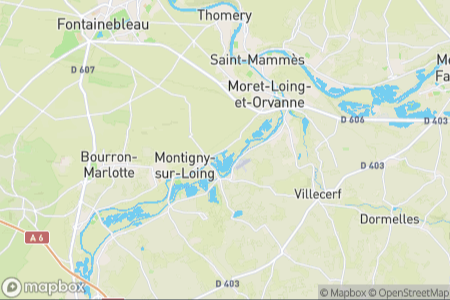 Thomery
Fontainebleau
Saint-Mammès
D 607
Moret-Loing-
et-Orvanne
D 606
D 403
Bourron-
Marlotte
Montigny-
sur-Loing
D 403
Villecerf
Dormelles
A 6
D 403
mapbox
© Mapbox © OpenStreetMap